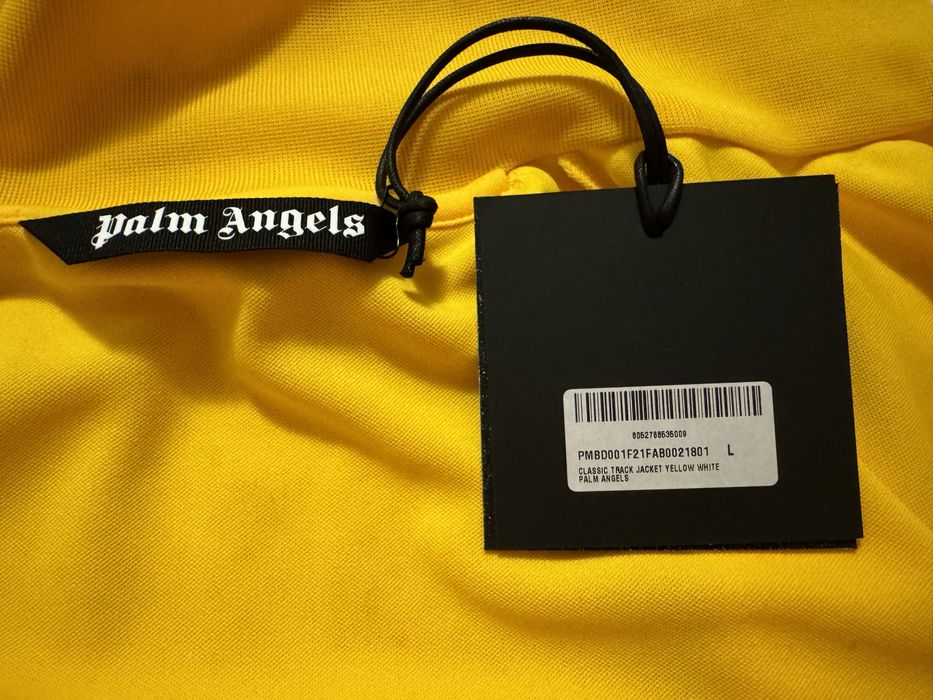 Palm Angels
8052788535009
PMBD001F21FAB0021801 L
CLASSIC TRACK JACKET YELLOW WHITE
PALM ANGELS